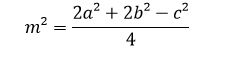 m² = (2a² + 2b² − c²) / 4